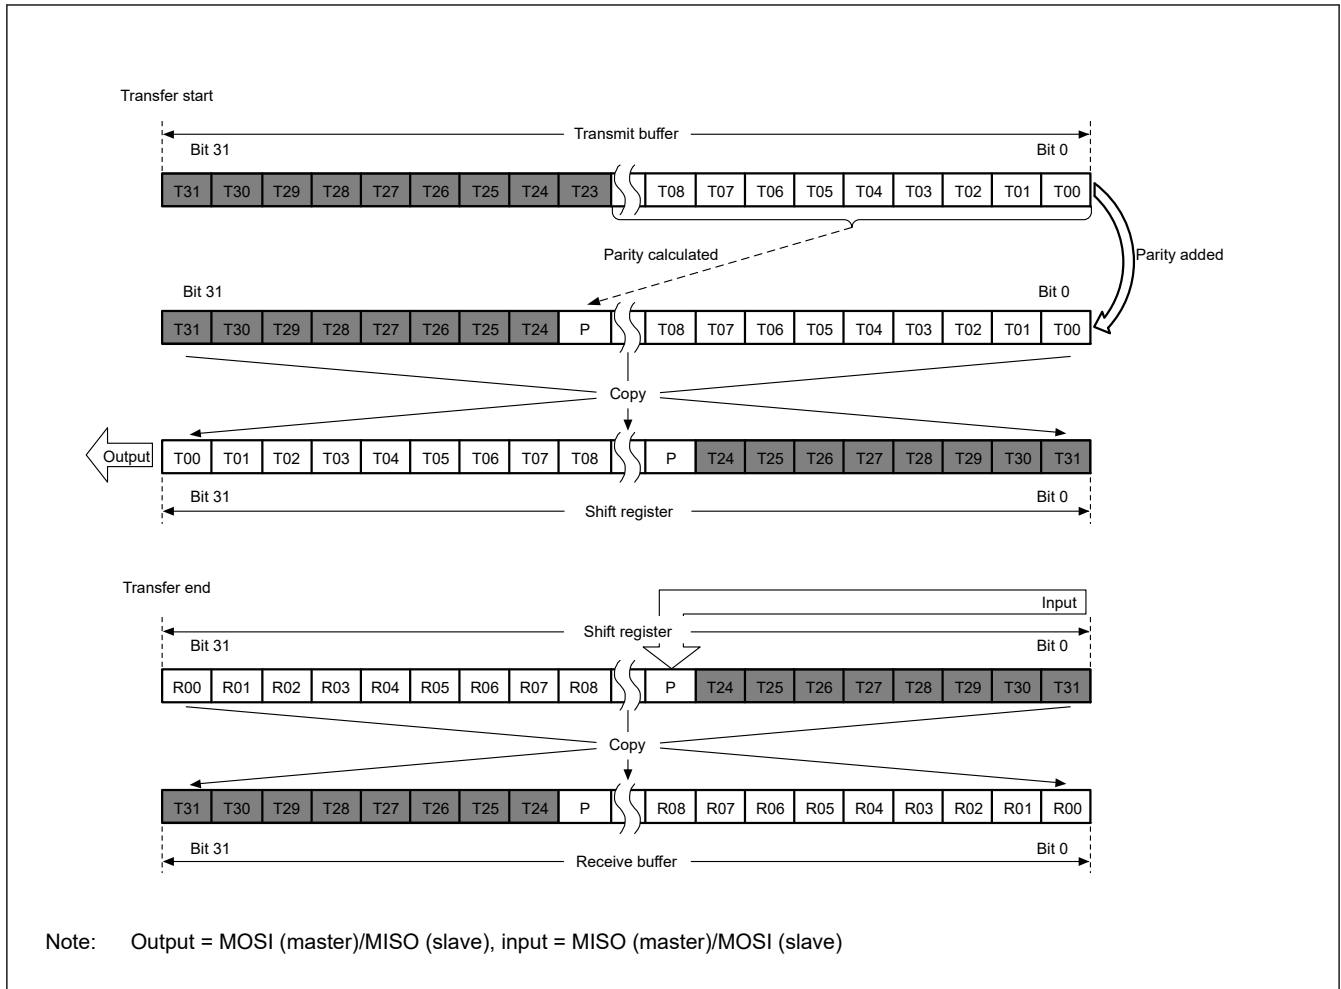 Transfer start
Transmit buffer
Bit 31 Bit 0
T31 T30 T29 T28 T27 T26 T25 T24 T23 T08 T07 T06 T05 T04 T03 T02 T01 T00
Parity calculated Parity added
Bit 31 Bit 0
T31 T30 T29 T28 T27 T26 T25 T24 P T08 T07 T06 T05 T04 T03 T02 T01 T00
Copy
Output T00 T01 T02 T03 T04 T05 T06 T07 T08 P T24 T25 T26 T27 T28 T29 T30 T31
Bit 31 Bit 0
Shift register
Transfer end
Input
Shift register
Bit 31 Bit 0
R00 R01 R02 R03 R04 R05 R06 R07 R08 P T24 T25 T26 T27 T28 T29 T30 T31
Copy
T31 T30 T29 T28 T27 T26 T25 T24 P R08 R07 R06 R05 R04 R03 R02 R01 R00
Bit 31 Bit 0
Receive buffer
Note: Output = MOSI (master)/MISO (slave), input = MISO (master)/MOSI (slave)